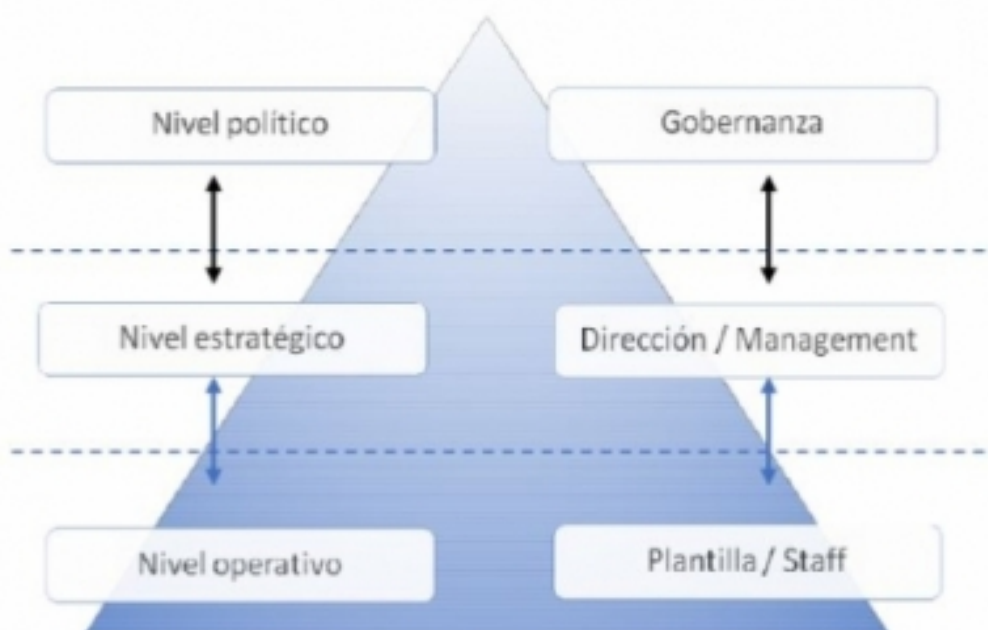 Nivel político
Gobernanza
Nivel estratégico
Dirección / Management
Nivel operativo
Plantilla / Staff